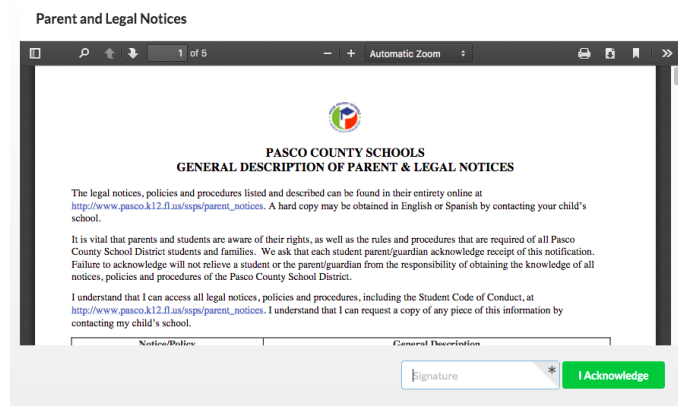 Parent and Legal Notices
1 of 5
Automatic Zoom
PASCO COUNTY SCHOOLS
GENERAL DESCRIPTION OF PARENT & LEGAL NOTICES
The legal notices, policies and procedures listed and described can be found in their entirety online at
http://www.pasco.k12.fl.us/ssps/parent_notices. A hard copy may be obtained in English or Spanish by contacting your child's
school.
It is vital that parents and students are aware of their rights, as well as the rules and procedures that are required of all Pasco
County School District students and families. We ask that each student parent/guardian acknowledge receipt of this notification.
Failure to acknowledge will not relieve a student or the parent/guardian from the responsibility of obtaining the knowledge of all
notices, policies and procedures of the Pasco County School District.
I understand that I can access all legal notices, policies and procedures, including the Student Code of Conduct, at
http://www.pasco.k12.fl.us/ssps/parent_notices. I understand that I can request a copy of any piece of this information by
contacting my child's school.
Notice/Policy General Description
Signature * I Acknowledge